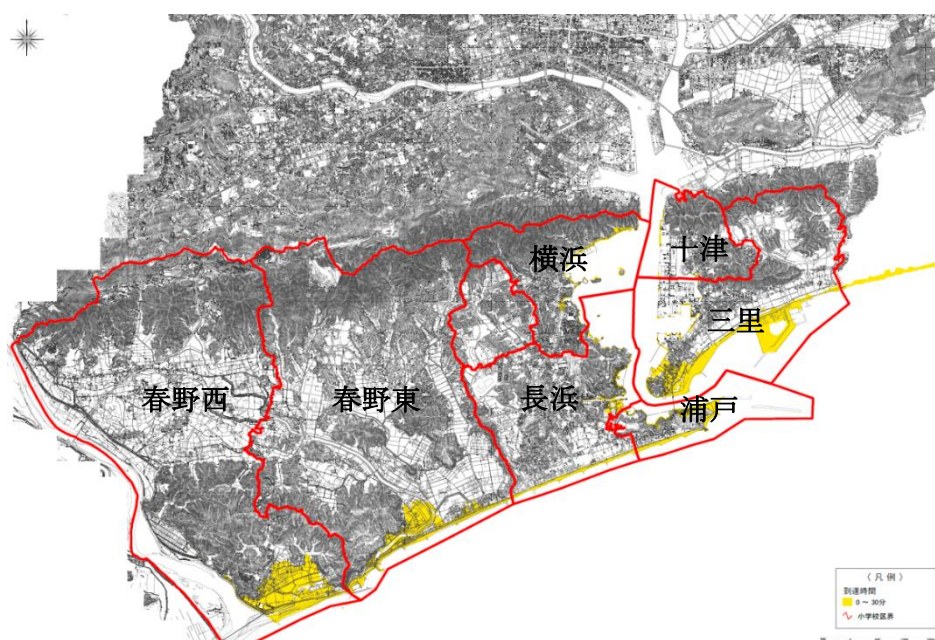 横浜
十津
三里
春野西
春野東
長浜
浦戸
(凡例)
到達時間
0～30分
小学校区界